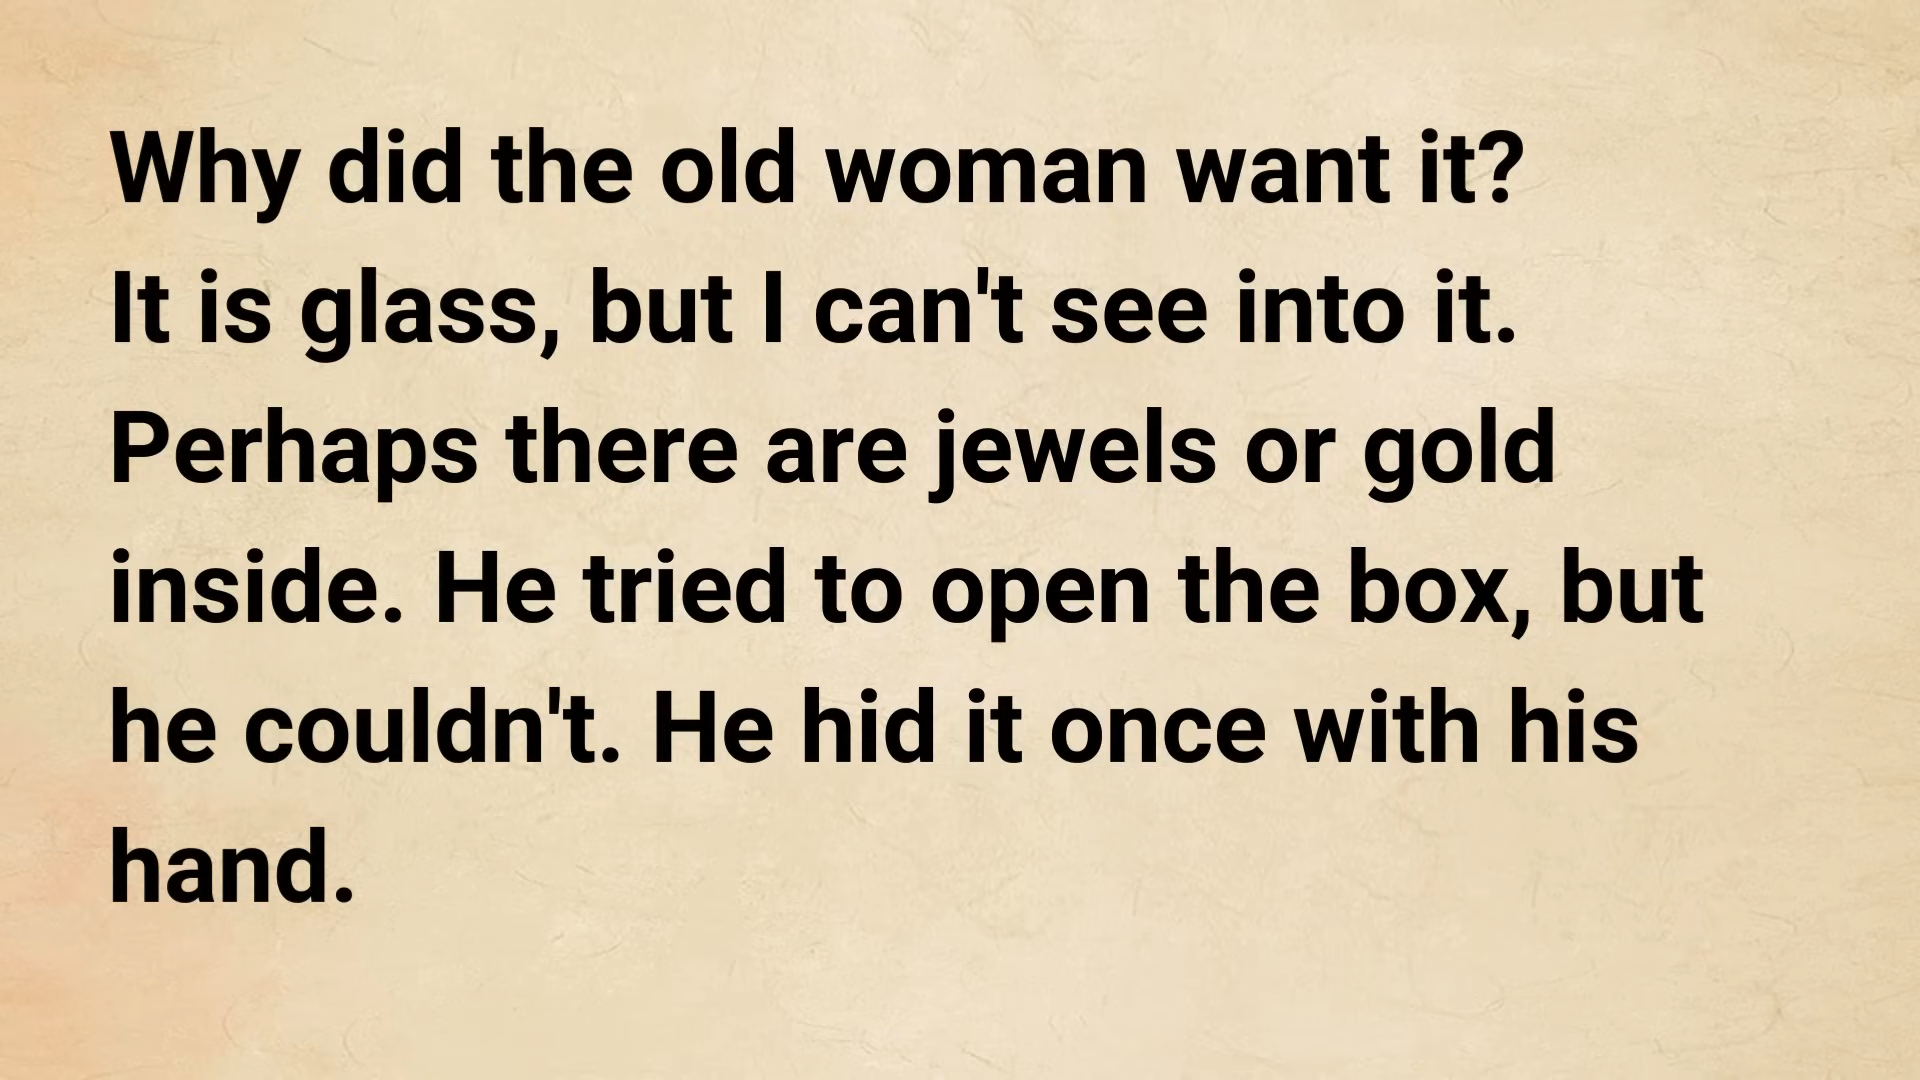 Why did the old woman want it?
It is glass, but I can't see into it.
Perhaps there are jewels or gold
inside. He tried to open the box, but
he couldn't. He hid it once with his
hand.